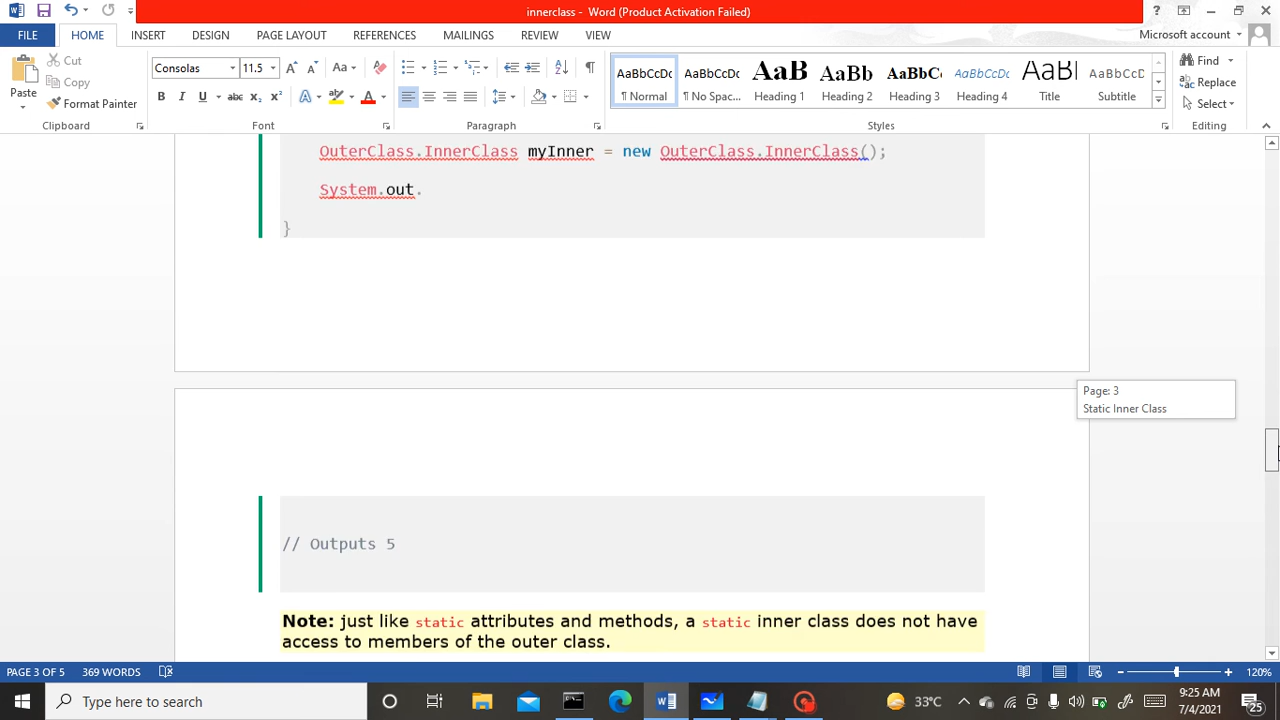 innerclass - Word (Product Activation Failed)
FILE HOME INSERT DESIGN PAGE LAYOUT REFERENCES MAILINGS REVIEW VIEW Microsoft account
Paste Cut Copy Format Painter
Consolas 11.5
AaBbCcDc AaBbCcDc AaB AaBb AaBbC AaBbCcDc AaB AaBbCcDc
¶ Normal ¶ No Spac... Heading 1 Heading 2 Heading 3 Heading 4 Title Subtitle
Find Replace Select
Clipboard Font Paragraph Styles Editing
OuterClass.InnerClass myInner = new OuterClass.InnerClass();
System.out.
}
Page: 3
Static Inner Class
// Outputs 5
Note: just like static attributes and methods, a static inner class does not have
access to members of the outer class.
PAGE 3 OF 5 369 WORDS 120%
Type here to search 33°C 9:25 AM
7/4/2021 25